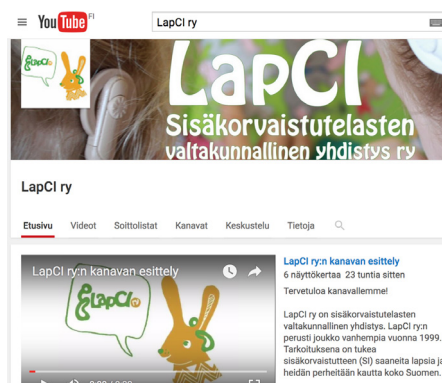 YouTube FI
LapCI ry
LapCI
Sisäkorvaistutelasten
valtakunnallinen yhdistys ry
LapCI ry
Etusivu Videot Soittolistat Kanavat Keskustelu Tietoja
LapCI ry:n kanavan esittely
LapCI
LapCI ry:n kanavan esittely
6 näyttökertaa 23 tuntia sitten
Tervetuloa kanavallemme!
LapCI ry on sisäkorvaistutelasten
valtakunnallinen yhdistys. LapCI ry:n
perusti joukko vanhempia vuonna 1999.
Tarkoituksena on tukea
sisäkorvaistutteen (SI) saaneita lapsia ja
heidän perheitään kautta koko Suomen.